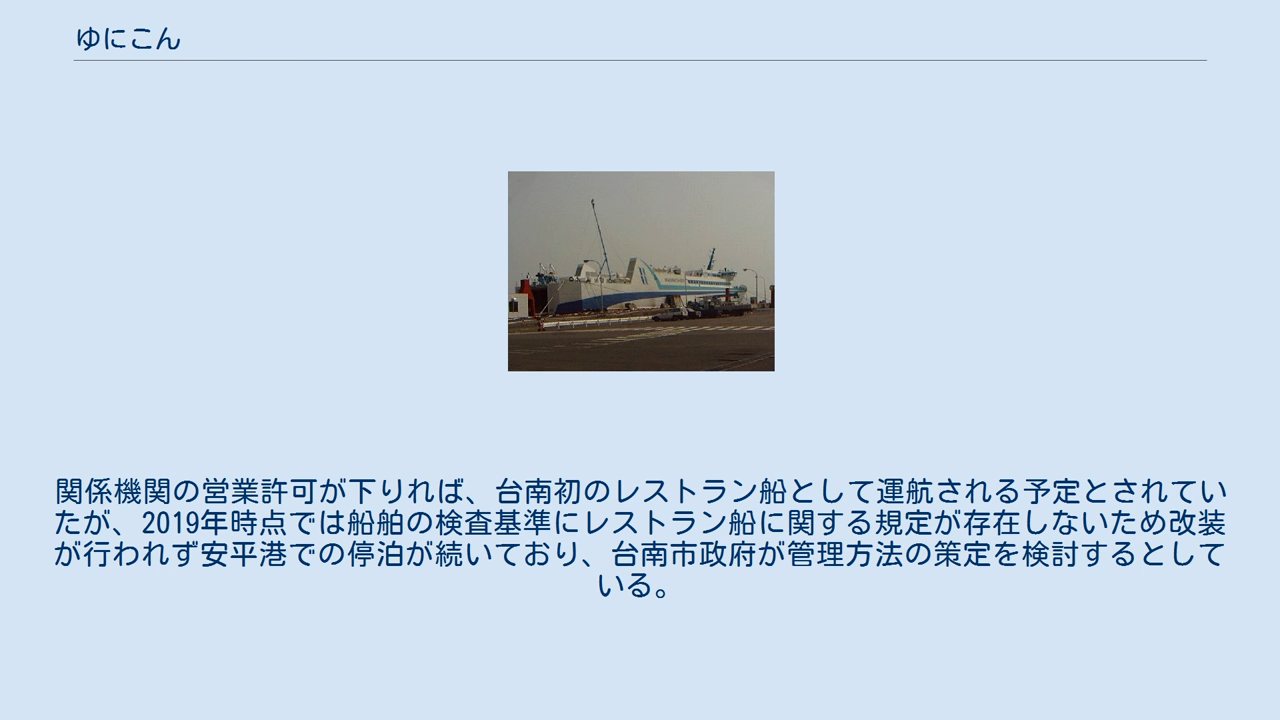 ゆにこん
関係機関の営業許可が下りれば、台南初のレストラン船として運航される予定とされてい
たが、2019年時点では船舶の検査基準にレストラン船に関する規定が存在しないため改装
が行われず安平港での停泊が続いており、台南市政府が管理方法の策定を検討するとして
いる。